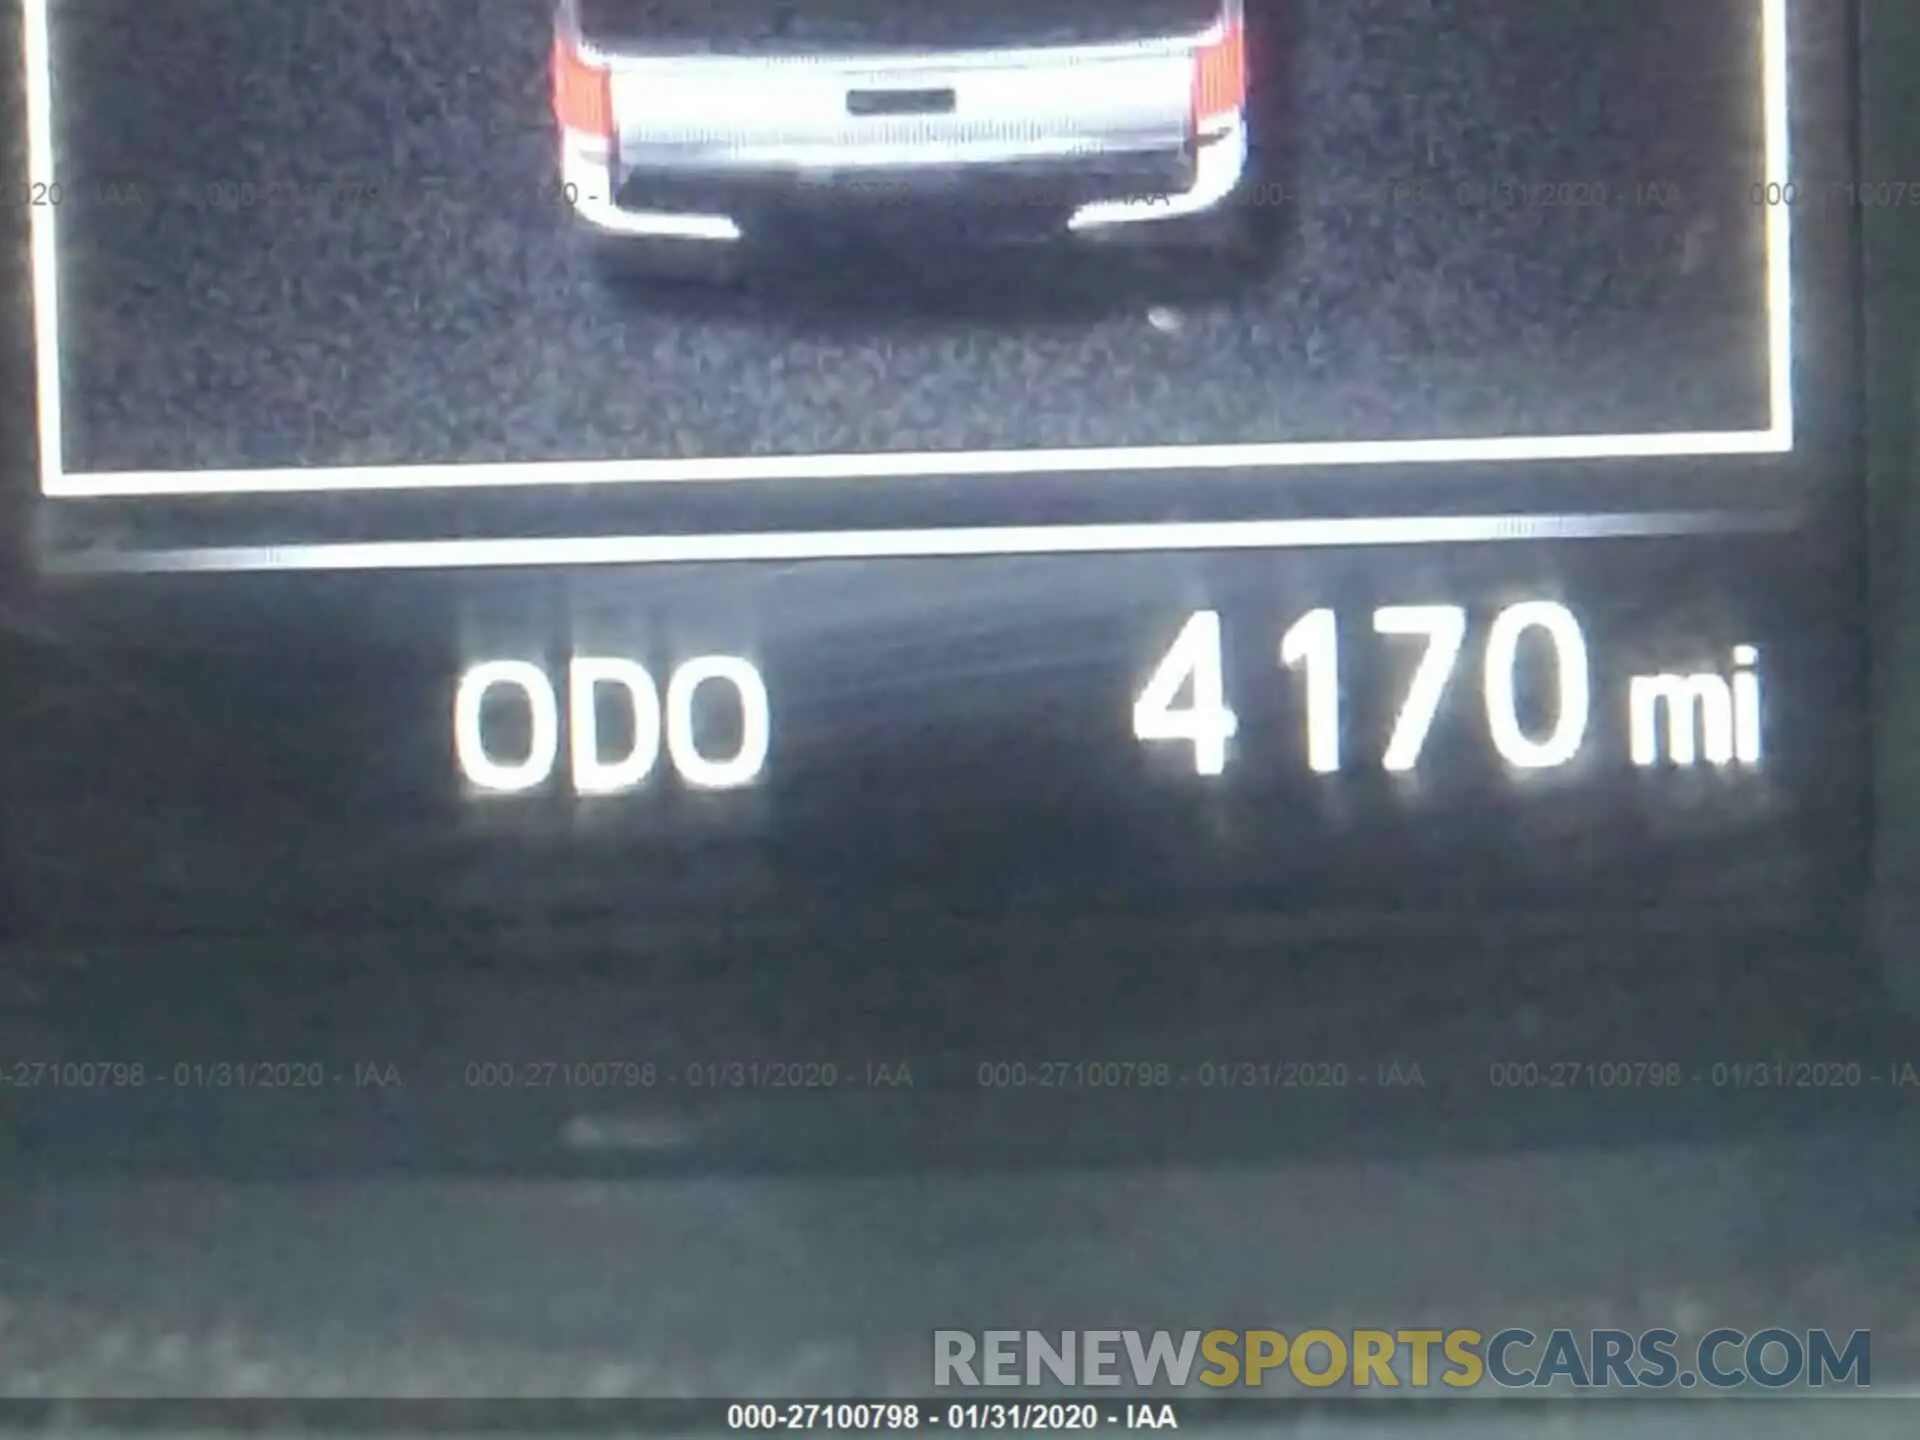 ODO 4170 mi
000-27100798 - 01/31/2020 - IAA 000-27100798 - 01/31/2020 - IAA 000-27100798 - 01/31/2020 - IAA
RENEWSPORTSCARS.COM
000-27100798 - 01/31/2020 - IAA